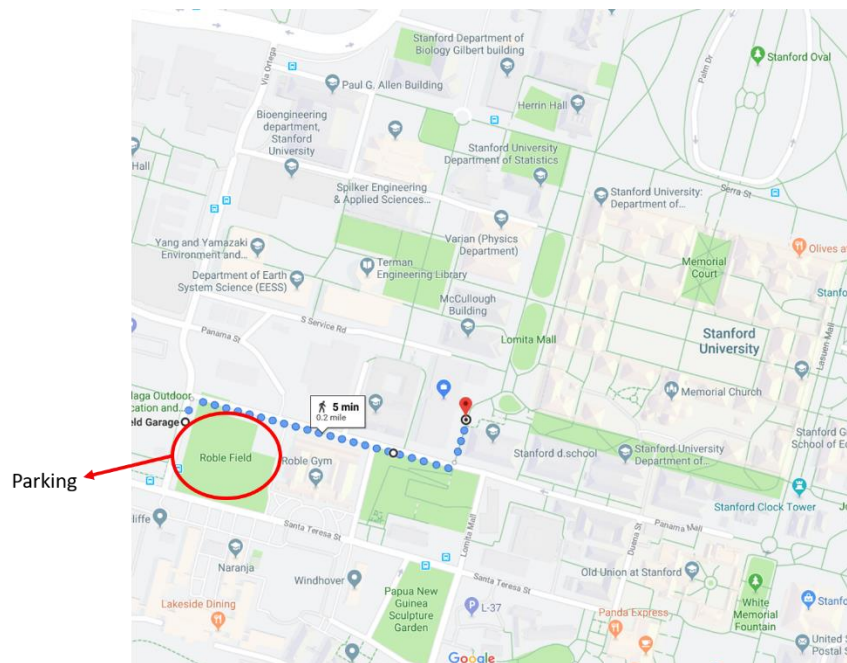 Stanford Department of
Biology Gilbert building
Via Ortega
Paul G. Allen Building
Palm Dr
Stanford Oval
Herrin Hall
Bioengineering
department,
Stanford
University
Hall
Stanford University
Department of Statistics
Spilker Engineering
& Applied Sciences...
Stanford University:
Department of...
Serra St
Yang and Yamazaki
Environment and...
Varian (Physics
Department)
Olives at
Terman
Engineering Library
Memorial
Court
Department of Earth
System Science (EESS)
McCullough
Building
Stanfo
Panama St
S Service Rd
Lomita Mall
Stanford
University
Lasuen Mall
laga Outdoor
cation and...
5 min
0.2 mile
Memorial Church
eld Garage
Stanford G
School of E
Roble Field
Roble Gym
Stanford d.school
Stanford University
Department of...
Parking
Stanford Clock Tower
Lomita Mall
Panama Mall
Duena St
cliffe
Santa Teresa St
Naranja
Windhover
Santa Teresa St
Old Union at Stanford
Papua New
Guinea
Sculpture
Garden
L-37
White
Memorial
Fountain
Stanfo
Lakeside Dining
Panda Express
United
Postal S
Google